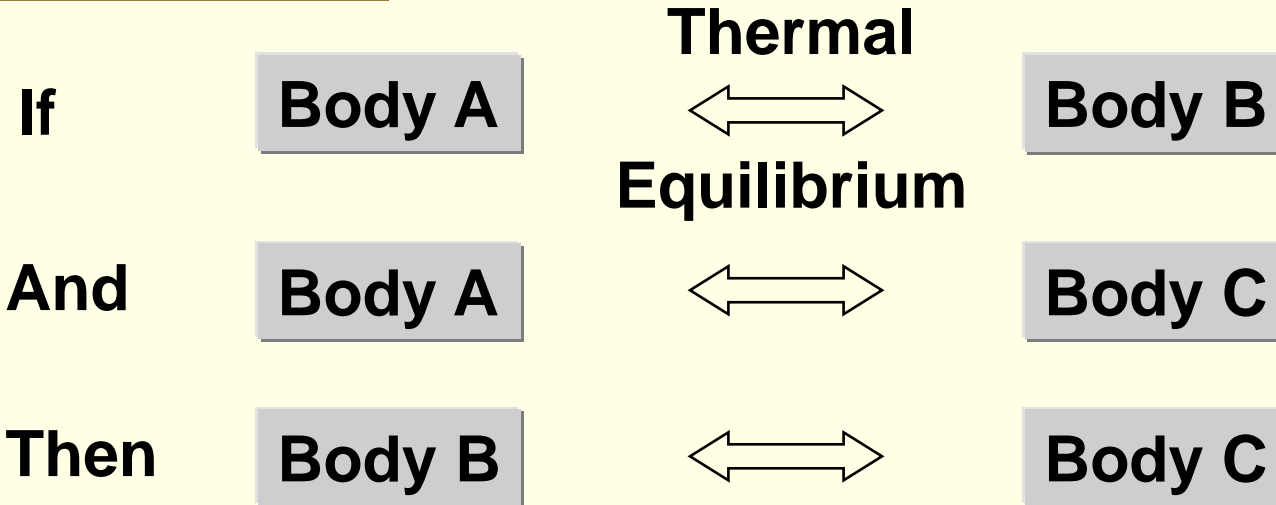 Thermal
If Body A Body B
Equilibrium
And Body A Body C
Then Body B Body C